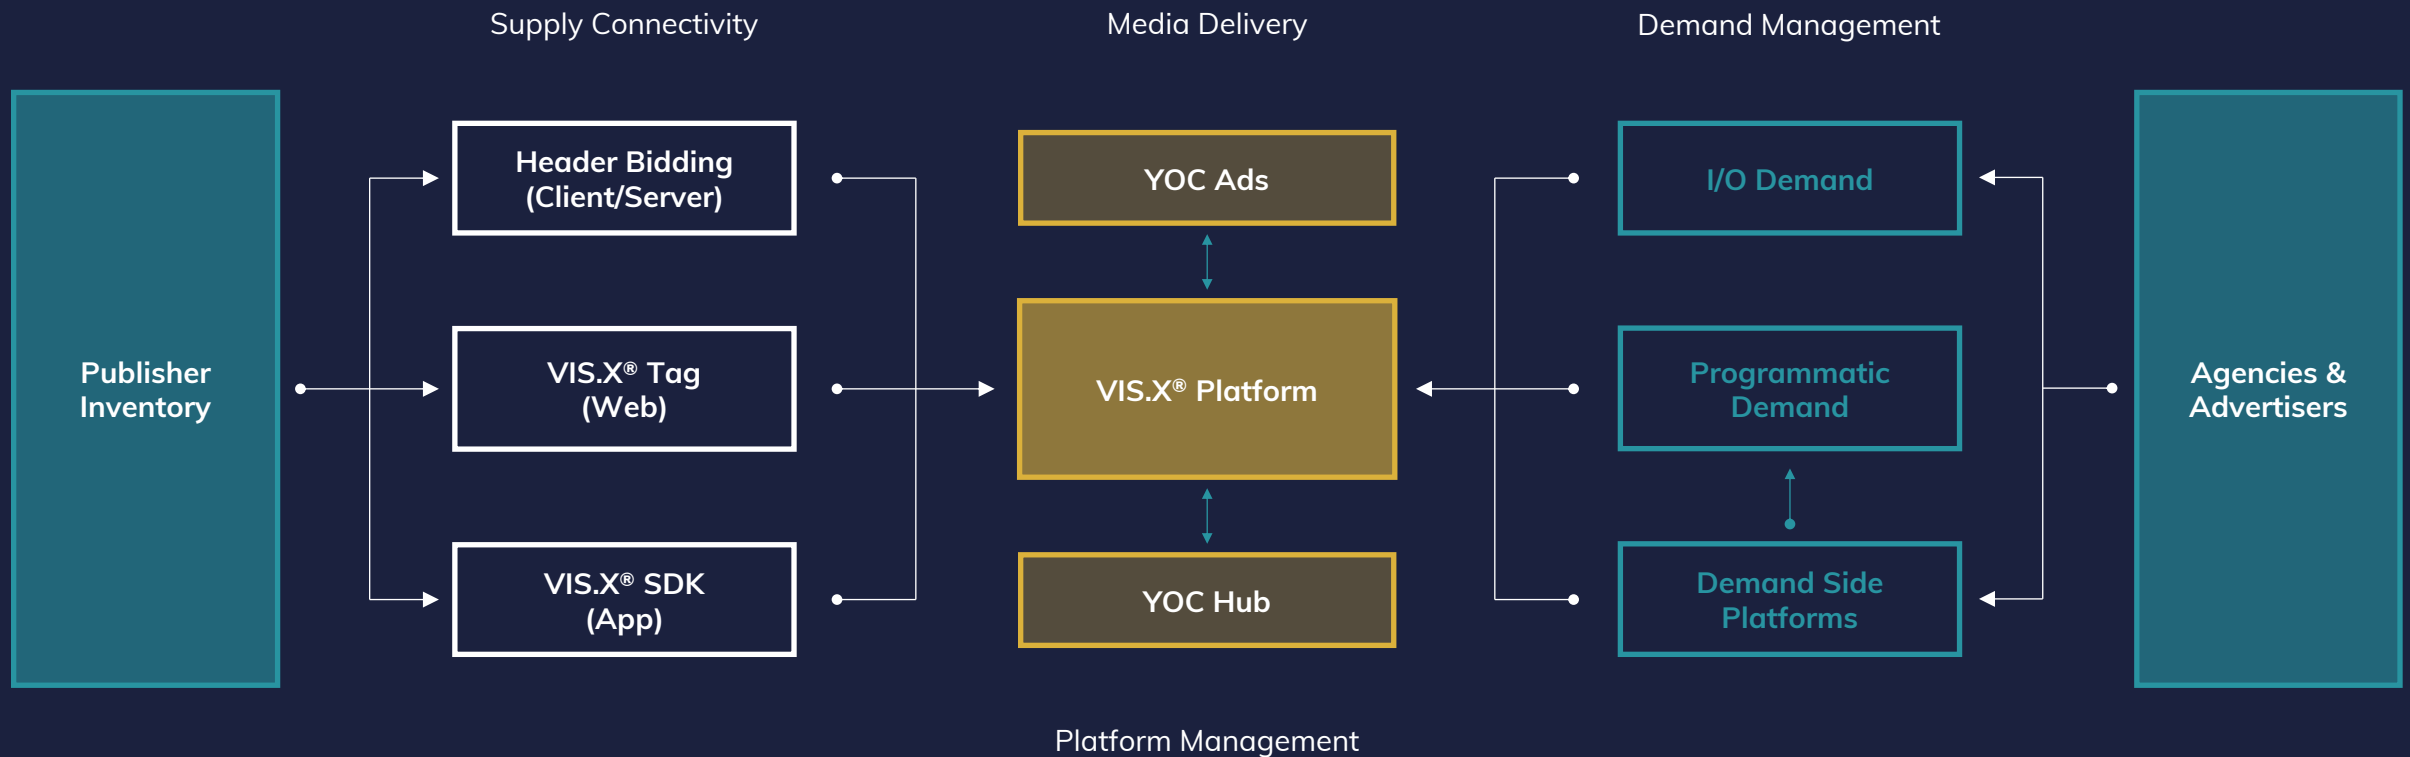 Supply Connectivity
Media Delivery
Demand Management
Publisher
Inventory
Header Bidding
(Client/Server)
VIS.X® Tag
(Web)
VIS.X® SDK
(App)
YOC Ads
VIS.X® Platform
YOC Hub
I/O Demand
Programmatic
Demand
Demand Side
Platforms
Agencies &
Advertisers
Platform Management